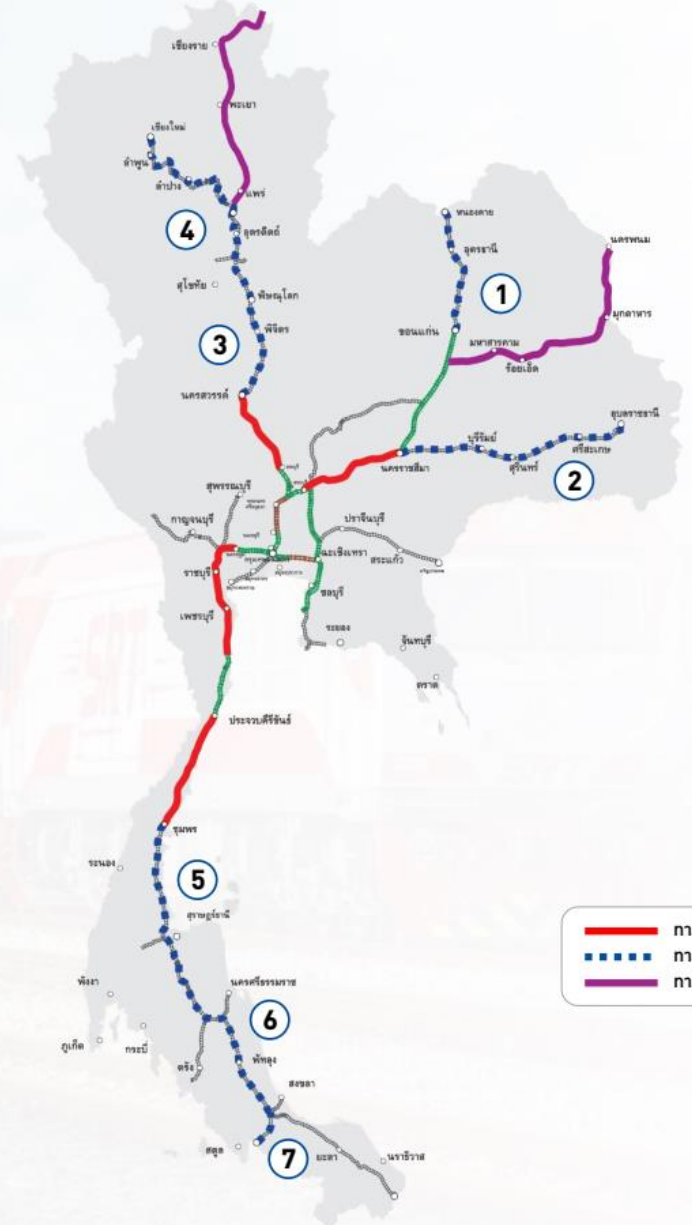 เชียงราย
พะเยา
เชียงใหม่
ลำพูน
ลำปาง
แพร่
4
อุตรดิตถ์
สุโขทัย
พิษณุโลก
3
พิจิตร
นครสวรรค์
หนองคาย
อุดรธานี
1
นครพนม
ขอนแก่น
มุกดาหาร
มหาสารคาม
ร้อยเอ็ด
อุบลราชธานี
บุรีรัมย์
ศรีสะเกษ
นครราชสีมา
สุรินทร์
2
ลพบุรี
สุพรรณบุรี
กาญจนบุรี
ปราจีนบุรี
ฉะเชิงเทรา
สระแก้ว
ราชบุรี
ชลบุรี
เพชรบุรี
ระยอง
จันทบุรี
ตราด
ประจวบคีรีขันธ์
ชุมพร
ระนอง
5
สุราษฎร์ธานี
พังงา
นครศรีธรรมราช
6
ภูเก็ต
กระบี่
ตรัง
พัทลุง
สงขลา
สตูล
7
ยะลา
นราธิวาส
ทา
ทา
ทา